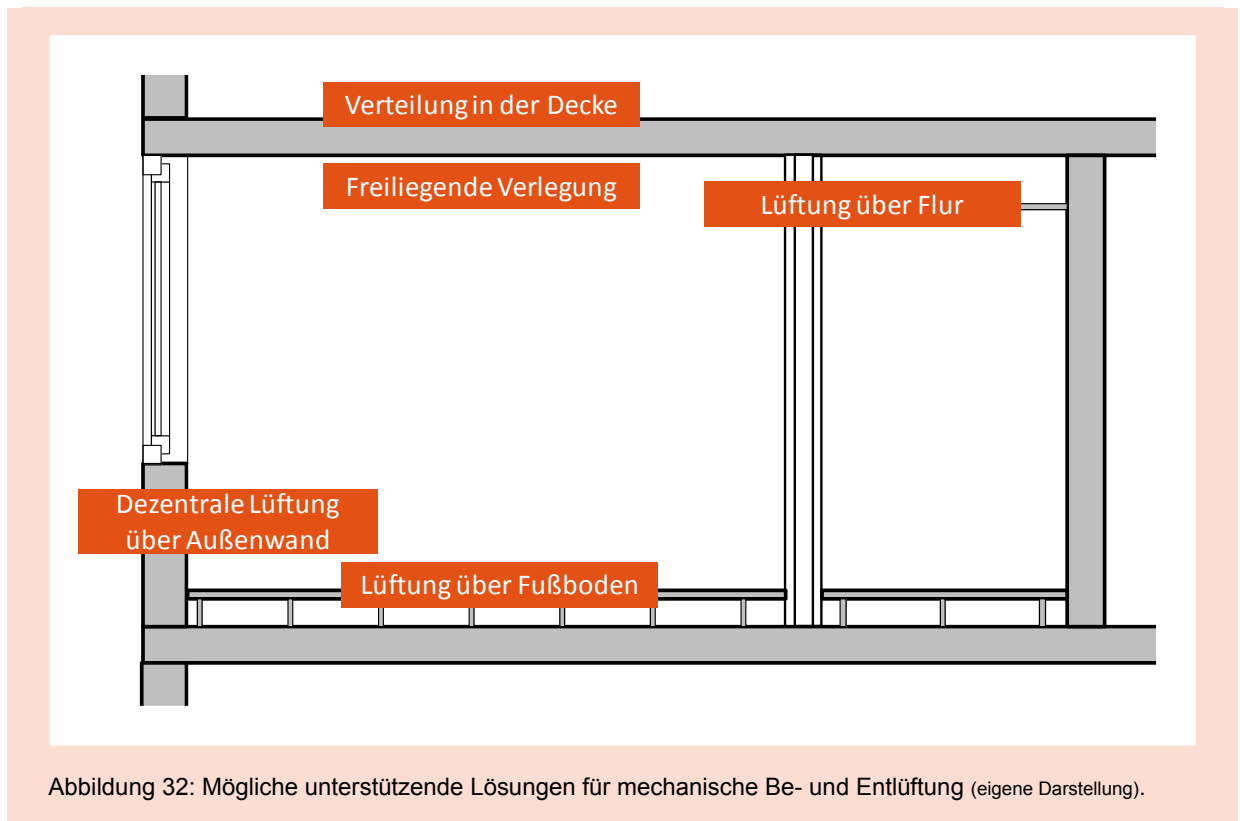 Verteilung in der Decke
Freiliegende Verlegung
Lüftung über Flur
Dezentrale Lüftung
über Außenwand
Lüftung über Fußboden
Abbildung 32: Mögliche unterstützende Lösungen für mechanische Be- und Entlüftung (eigene Darstellung).